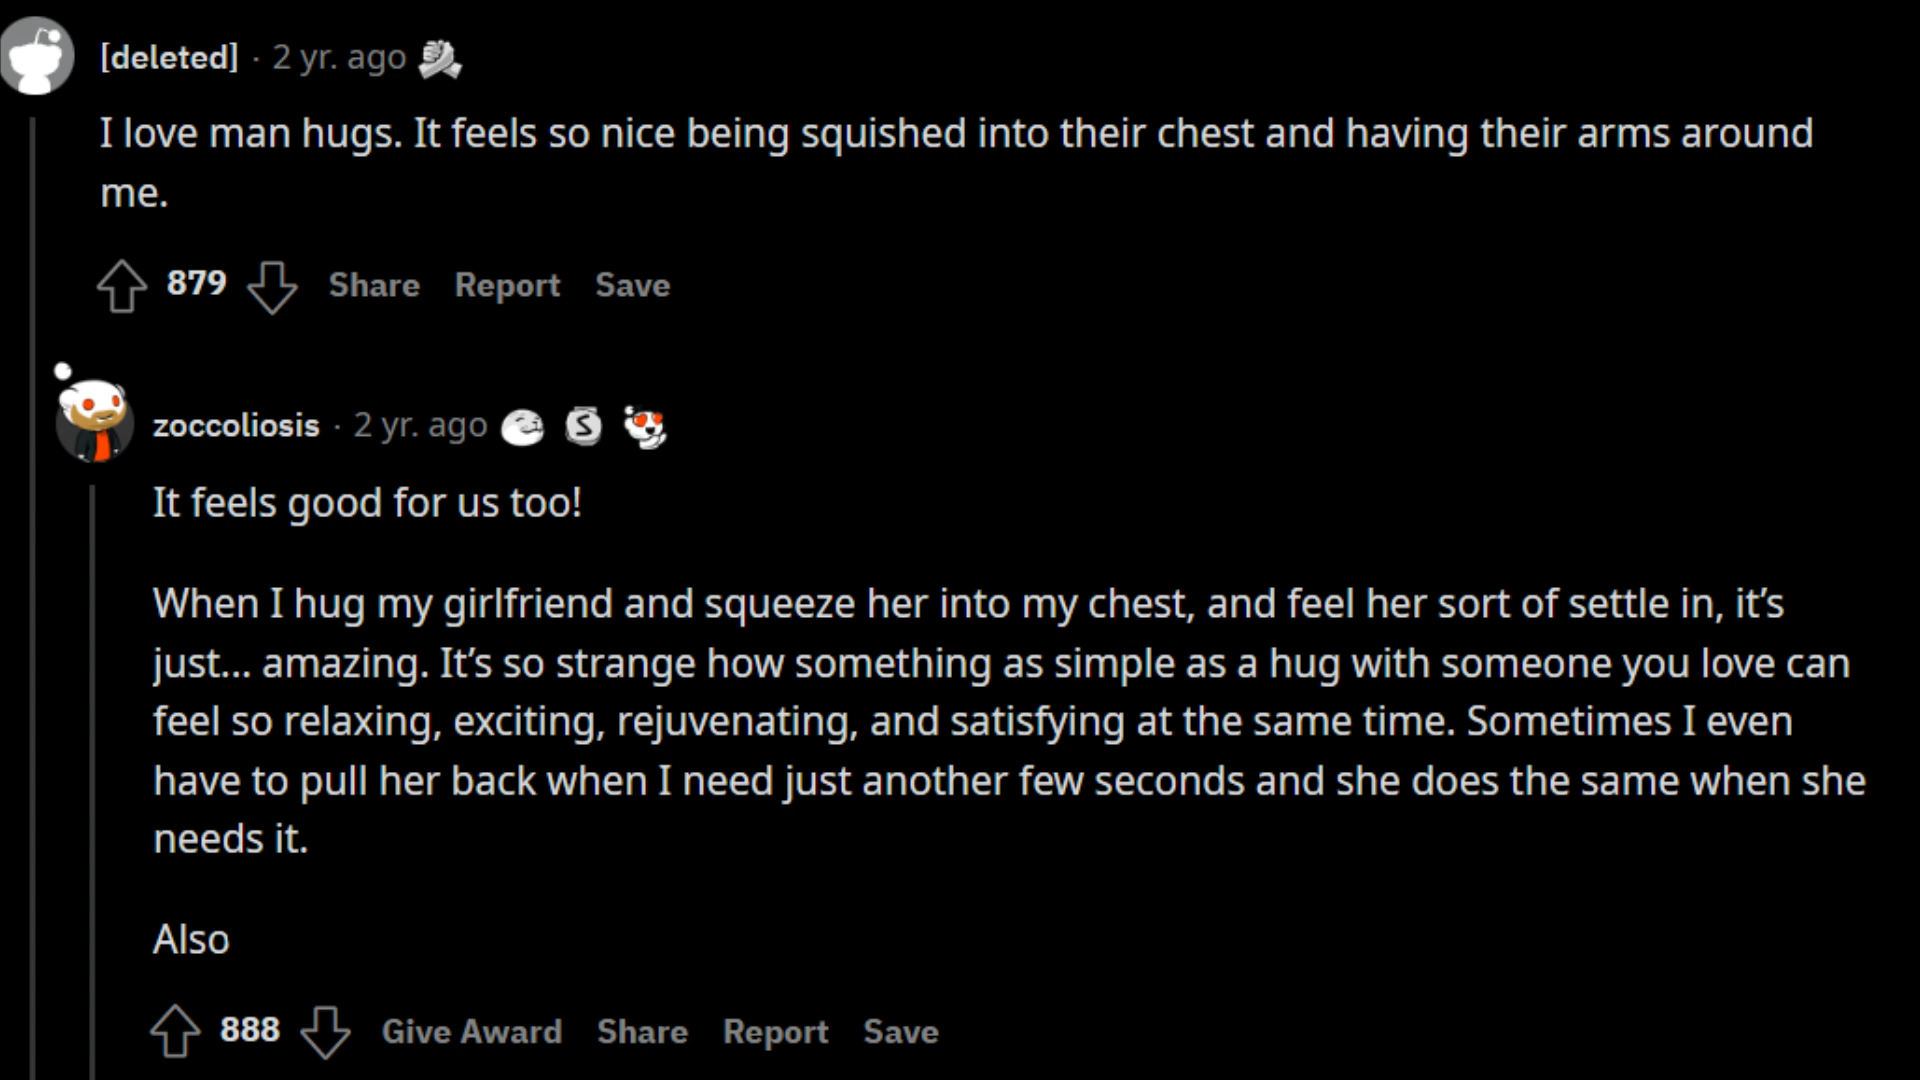 [deleted] · 2 yr. ago
I love man hugs. It feels so nice being squished into their chest and having their arms around
me.
879 Share Report Save
zoccoliosis · 2 yr. ago S
It feels good for us too!
When I hug my girlfriend and squeeze her into my chest, and feel her sort of settle in, it’s
just... amazing. It’s so strange how something as simple as a hug with someone you love can
feel so relaxing, exciting, rejuvenating, and satisfying at the same time. Sometimes I even
have to pull her back when I need just another few seconds and she does the same when she
needs it.
Also
888 Give Award Share Report Save